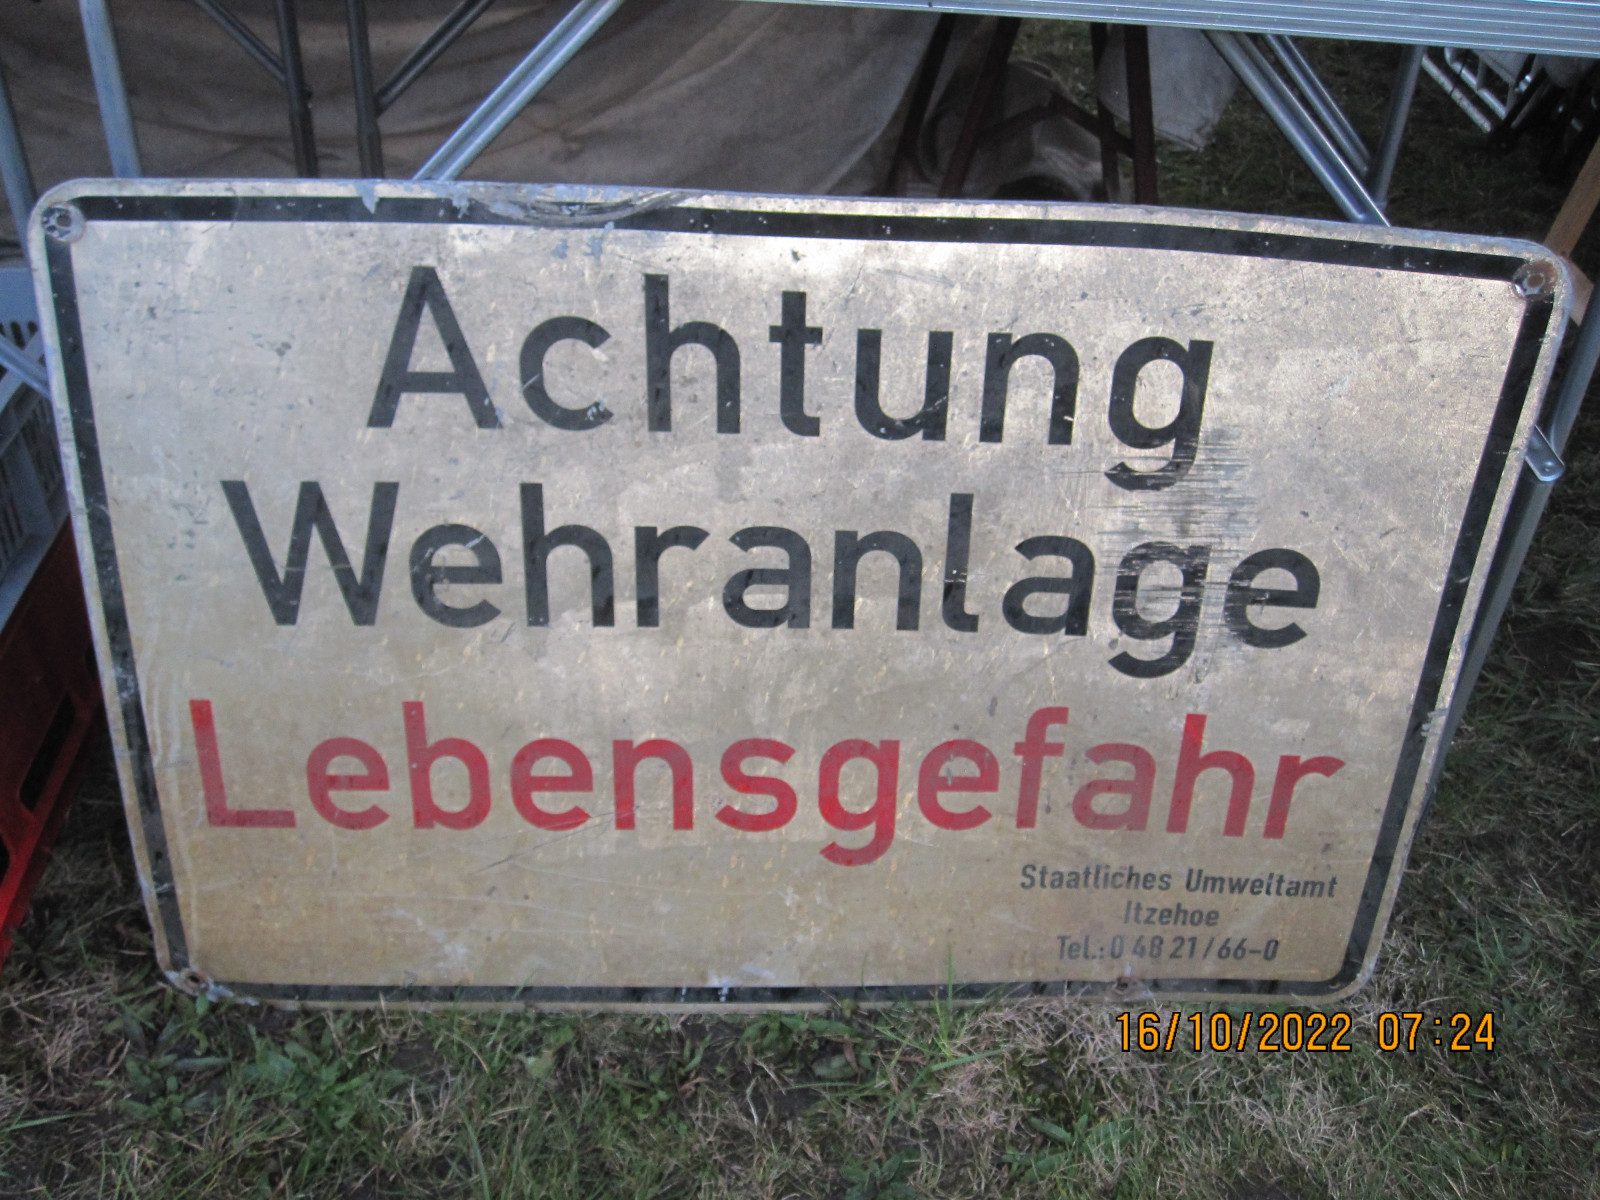 Achtung
Wehranlage
Lebensgefahr
Staatliches Umweltamt
Itzehoe
Tel.: 0 48 21 / 66-0
16/10/2022 07:24